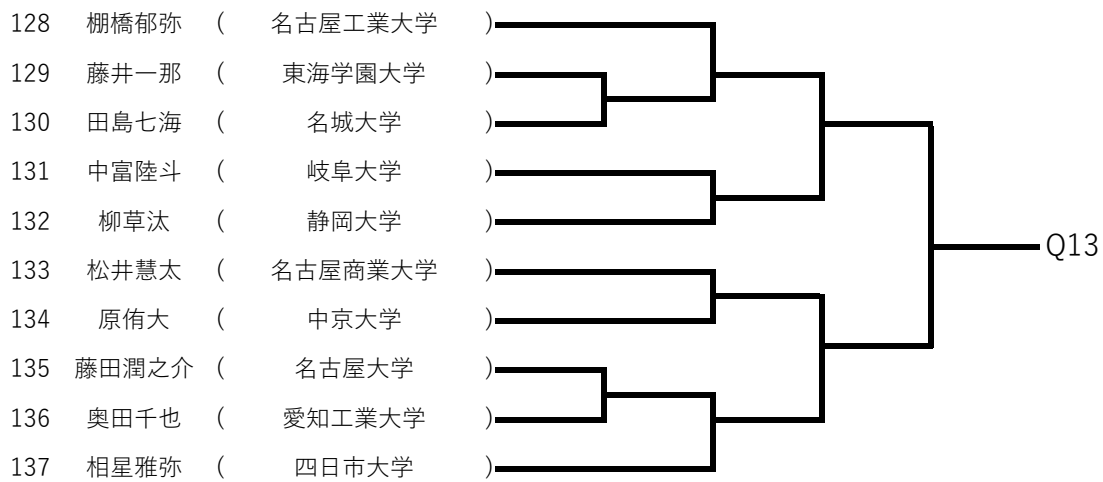 128 棚橋郁弥 ( 名古屋工業大学 )
129 藤井一那 ( 東海学園大学 )
130 田島七海 ( 名城大学 )
131 中富陸斗 ( 岐阜大学 )
132 柳草汰 ( 静岡大学 )
Q13
133 松井慧太 ( 名古屋商業大学 )
134 原侑大 ( 中京大学 )
135 藤田潤之介 ( 名古屋大学 )
136 奥田千也 ( 愛知工業大学 )
137 相星雅弥 ( 四日市大学 )